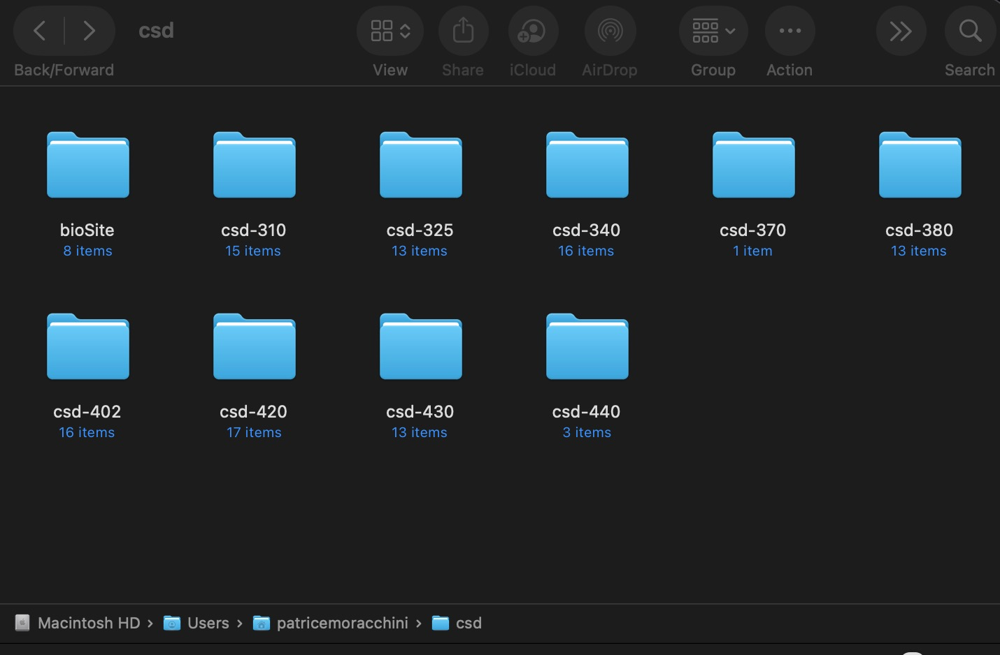 csd
Back/Forward
View
Share
iCloud
AirDrop
Group
Action
Search
bioSite
8 items
csd-310
15 items
csd-325
13 items
csd-340
16 items
csd-370
1 item
csd-380
13 items
csd-402
16 items
csd-420
17 items
csd-430
13 items
csd-440
3 items
Macintosh HD › Users › patricemoracchini › csd